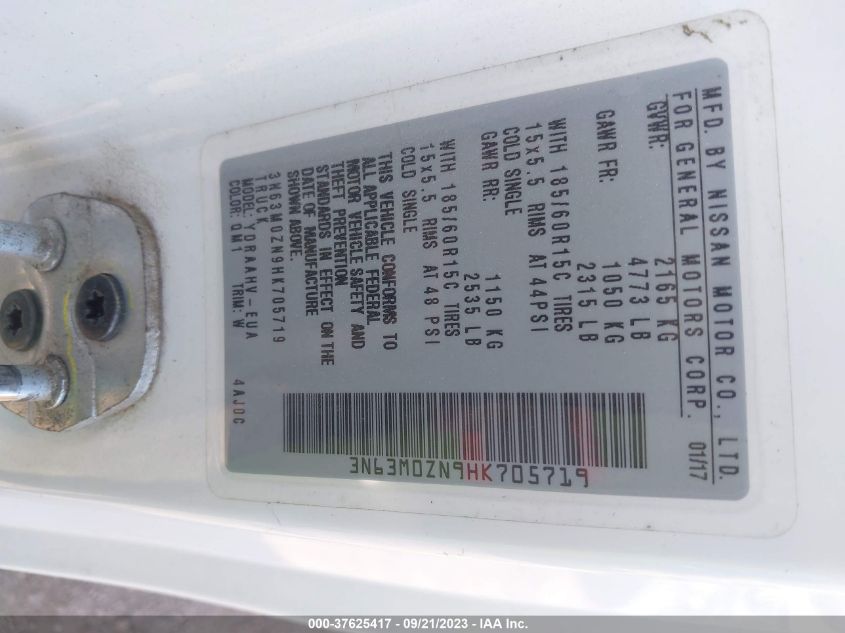 MFD. BY NISSAN MOTOR CO., LTD.
FOR GENERAL MOTORS CORP. 01/17
GVWR: 2165 KG
4773 LB
GAWR FR: 1050 KG
2315 LB
WITH 185/60R15C TIRES
15x5.5 RIMS AT 44PSI
COLD SINGLE
GAWR RR: 1150 KG
2535 LB
WITH 185/60R15C TIRES
15x5.5 RIMS AT 48 PSI
COLD SINGLE
THIS VEHICLE CONFORMS TO
ALL APPLICABLE FEDERAL
MOTOR VEHICLE SAFETY AND
THEFT PREVENTION
STANDARDS IN EFFECT ON THE
DATE OF MANUFACTURE
SHOWN ABOVE.
3N63M0ZN9HK705719
TRUCK
MODEL: YDRAAHV-EUA
COLOR: QM1 TRIM: W 4AJ0C
3N63M0ZN9HK705719
000-37625417 - 09/21/2023 - IAA Inc.